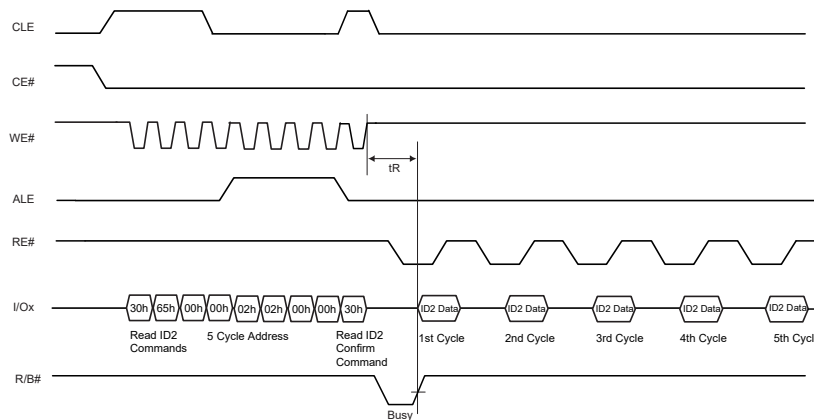 CLE
CE#
WE#
tR
ALE
RE#
I/Ox
30h 65h 00h 00h 02h 02h 00h 00h 30h ID2 Data ID2 Data ID2 Data ID2 Data ID2 Data
Read ID2 Commands
5 Cycle Address
Read ID2 Confirm Command
1st Cycle
2nd Cycle
3rd Cycle
4th Cycle
5th Cycl
R/B#
Busy